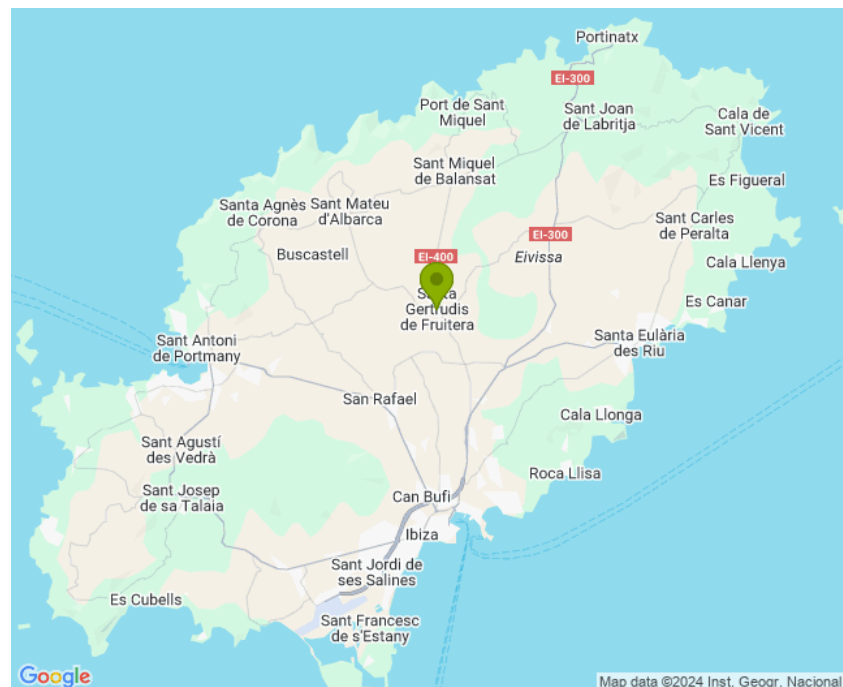 Portinatx
EI-300
Port de Sant
Miquel
Sant Joan
de Labritja
Cala de
Sant Vicent
Sant Miquel
de Balansat
Es Figueral
Santa Agnès
de Corona
Sant Mateu
d'Albarca
Sant Carles
de Peralta
EI-300
Buscastell
EI-400
Eivissa
Cala Llenya
Santa
Gertrudis
de Fruitera
Es Canar
Sant Antoni
de Portmany
Santa Eulària
des Riu
San Rafael
Cala Llonga
Sant Agustí
des Vedrà
Roca Llisa
Sant Josep
de sa Talaia
Can Bufi
Ibiza
Sant Jordi de
ses Salines
Es Cubells
Sant Francesc
de s'Estany
Google
Map data ©2024 Inst. Geogr. Nacional